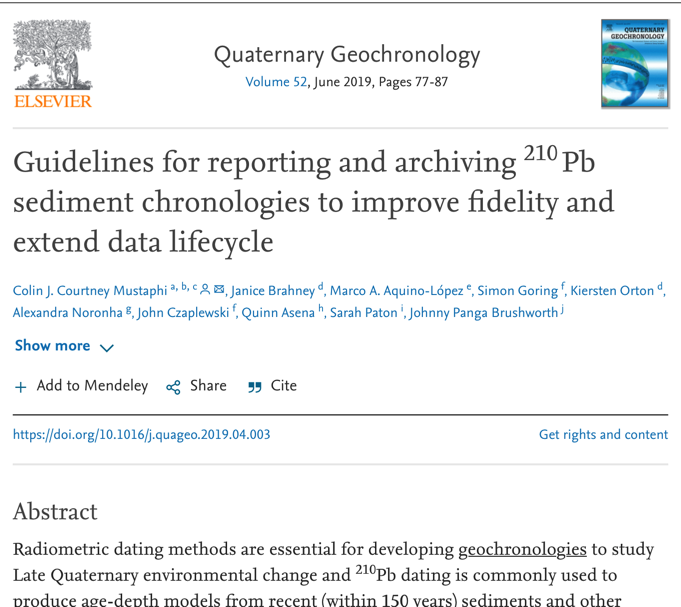 ELSEVIER
Quaternary Geochronology
Volume 52, June 2019, Pages 77-87
QUATERNARY
GEOCHRONOLOGY
Guidelines for reporting and archiving ²¹⁰Pb
sediment chronologies to improve fidelity and
extend data lifecycle
Colin J. Courtney Mustaphi a, b, c, Janice Brahney d, Marco A. Aquino-López e, Simon Goring f, Kiersten Orton d,
Alexandra Noronha g, John Czaplewski f, Quinn Asena h, Sarah Paton i, Johnny Panga Brushworth j
Show more
+ Add to Mendeley Share Cite
https://doi.org/10.1016/j.quageo.2019.04.003 Get rights and content
Abstract
Radiometric dating methods are essential for developing geochronologies to study
Late Quaternary environmental change and ²¹⁰Pb dating is commonly used to
produce age-depth models from recent (within 150 years) sediments and other